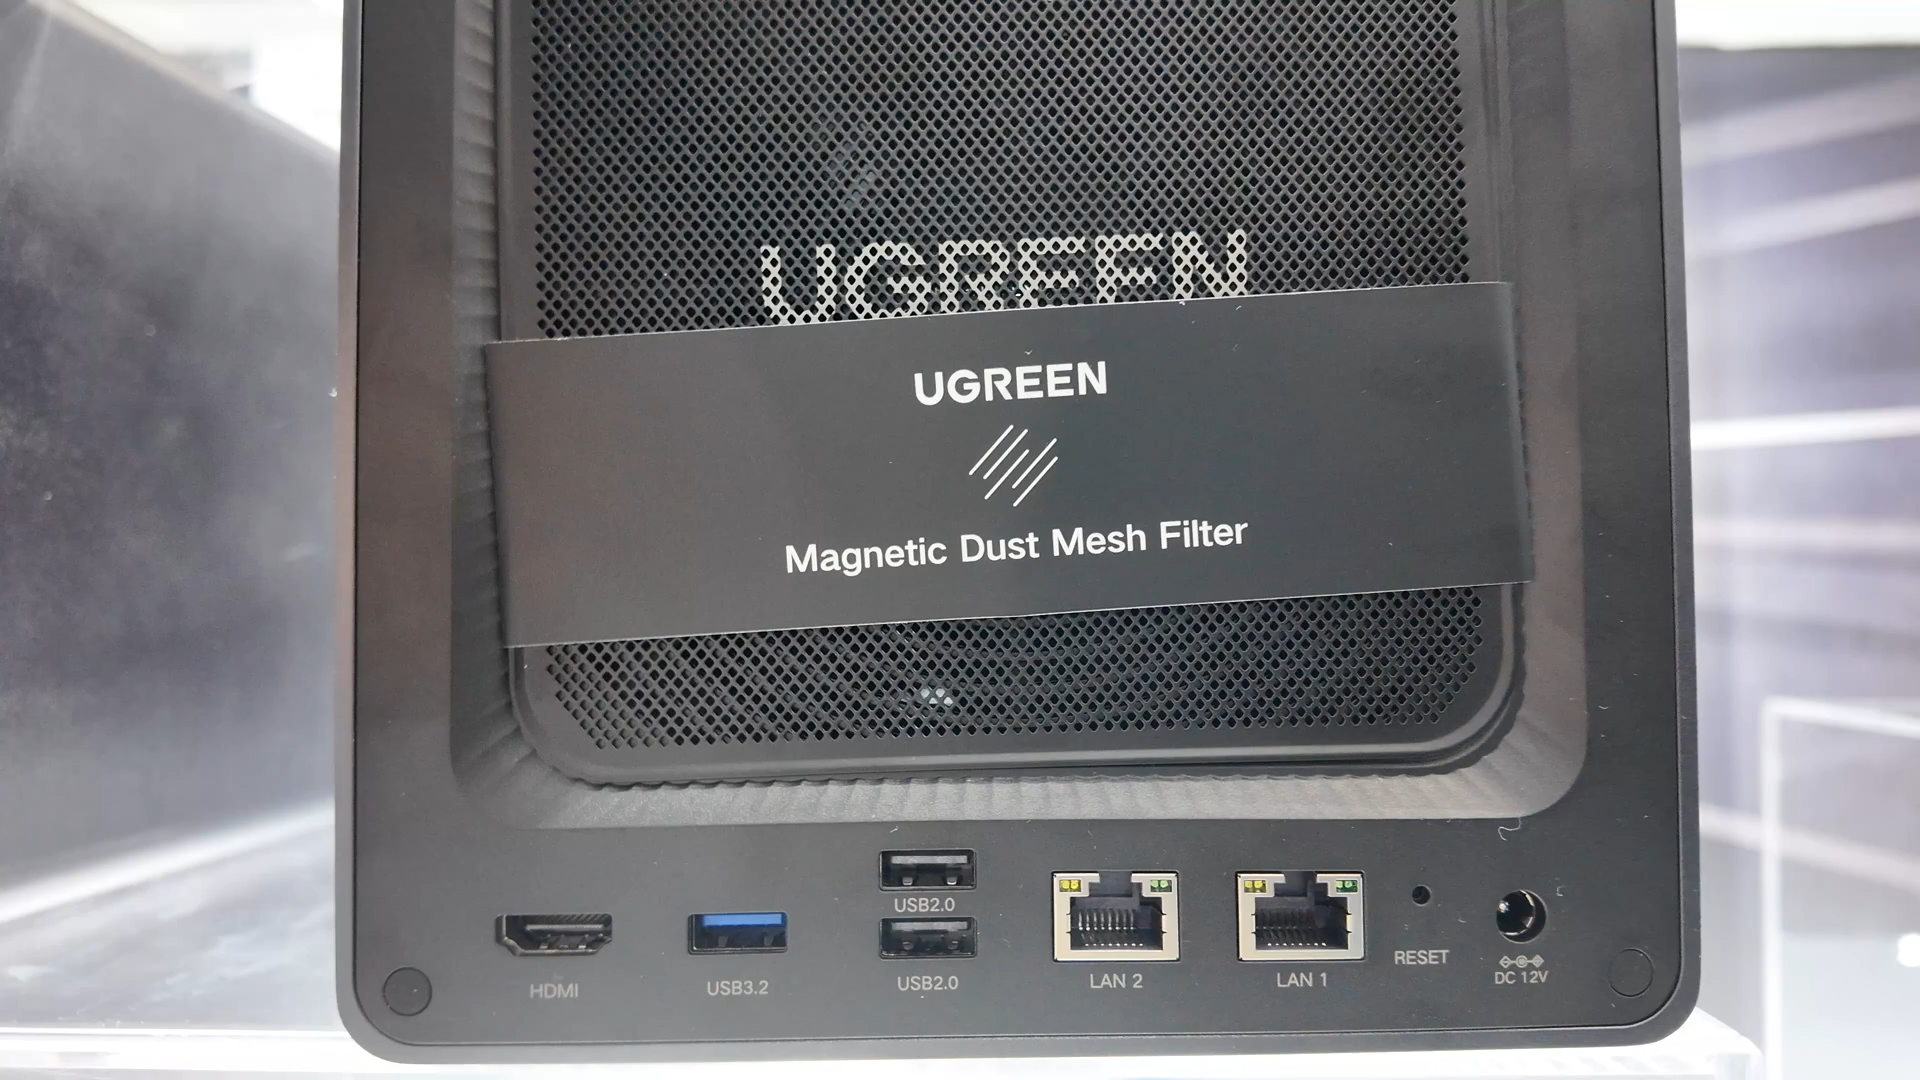 UGREEN
UGREEN
Magnetic Dust Mesh Filter
USB2.0
HDMI
USB3.2
USB2.0
LAN 2
LAN 1
RESET
DC 12V